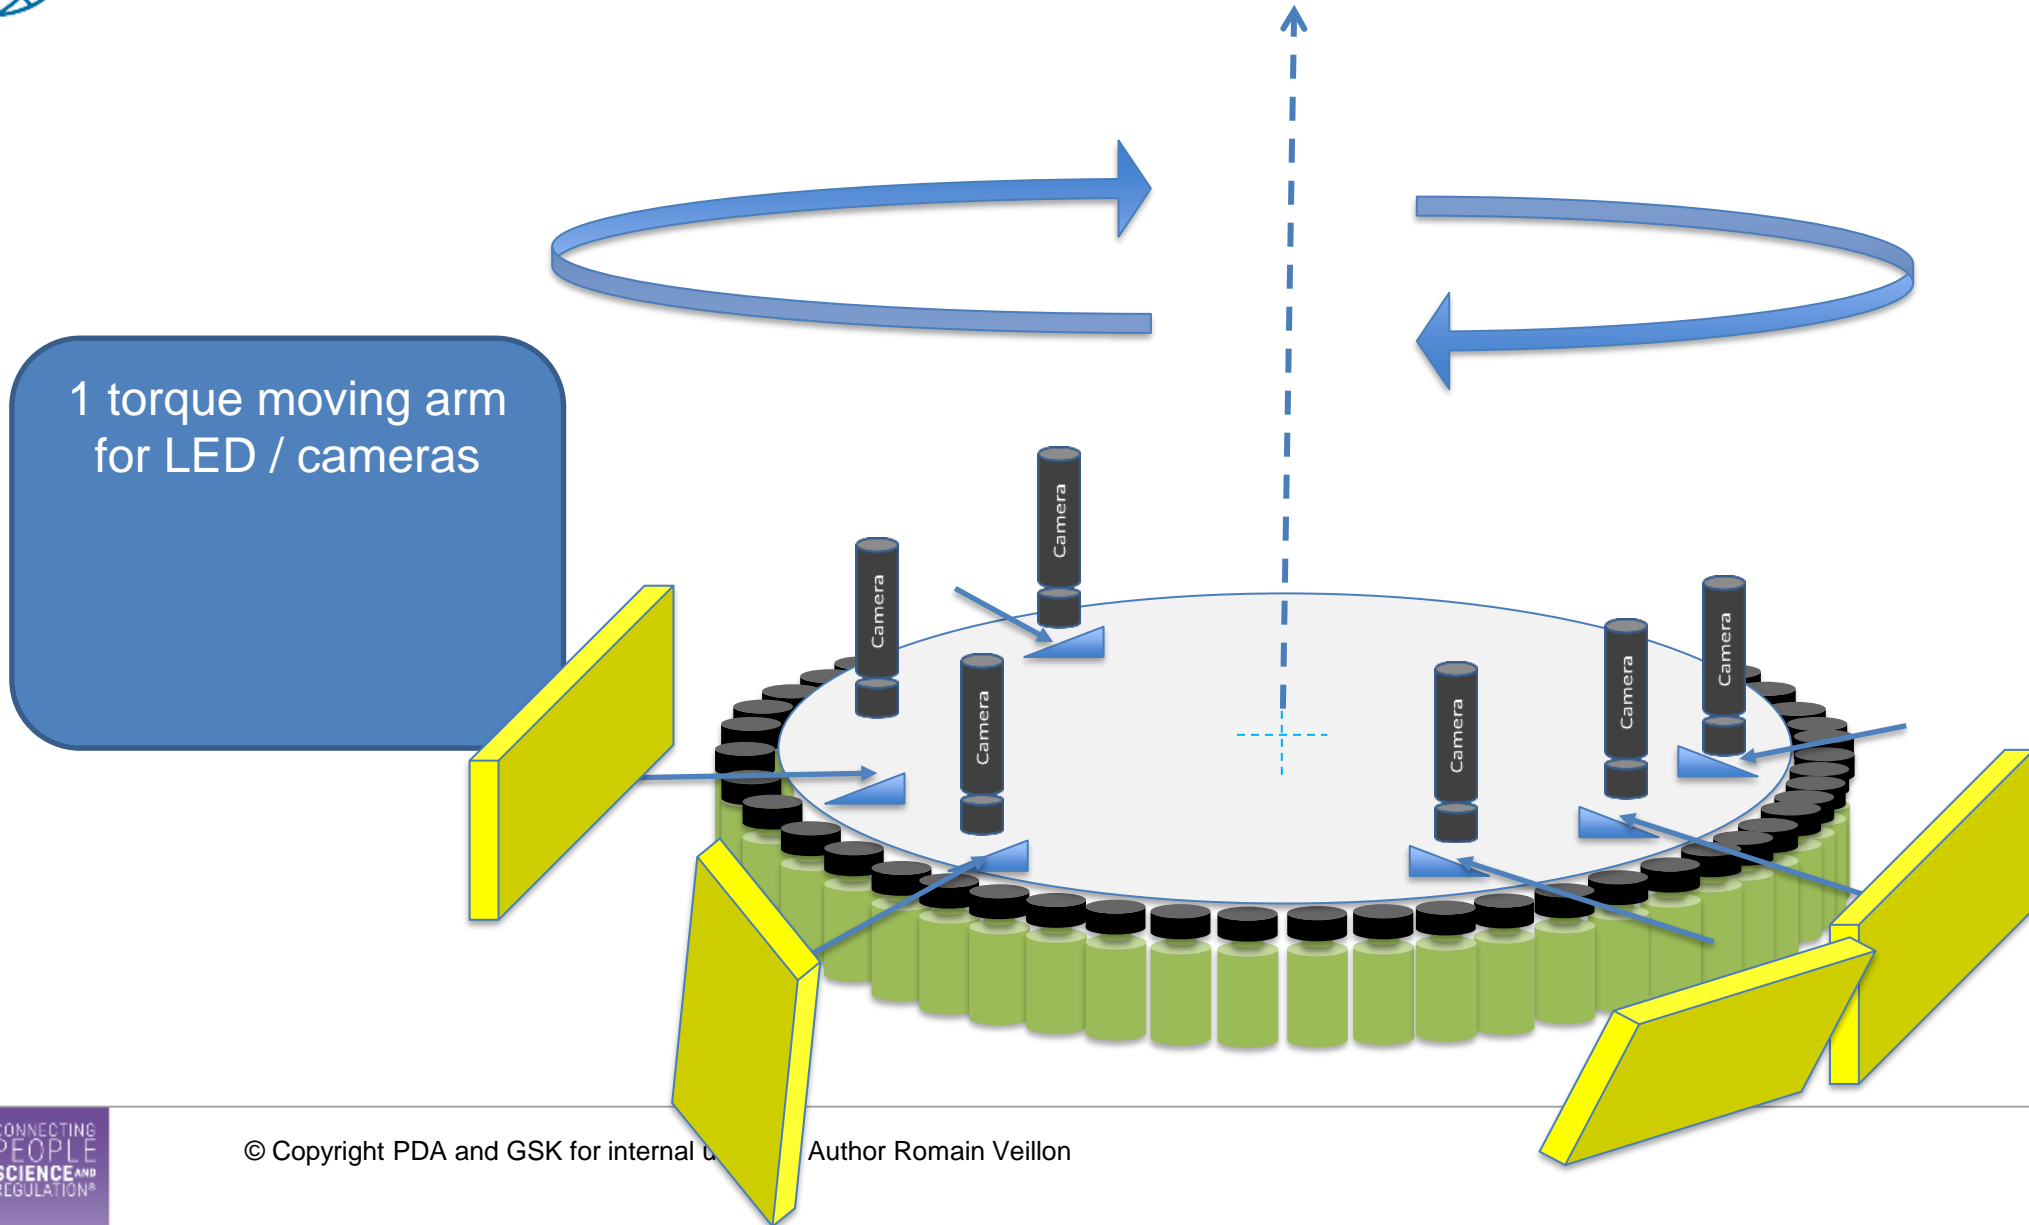 1 torque moving arm
for LED / cameras
Camera
Camera
Camera
Camera
Camera
Camera
Camera
CONNECTING
PEOPLE
SCIENCE AND
REGULATION®
© Copyright PDA and GSK for internal Author Romain Veillon